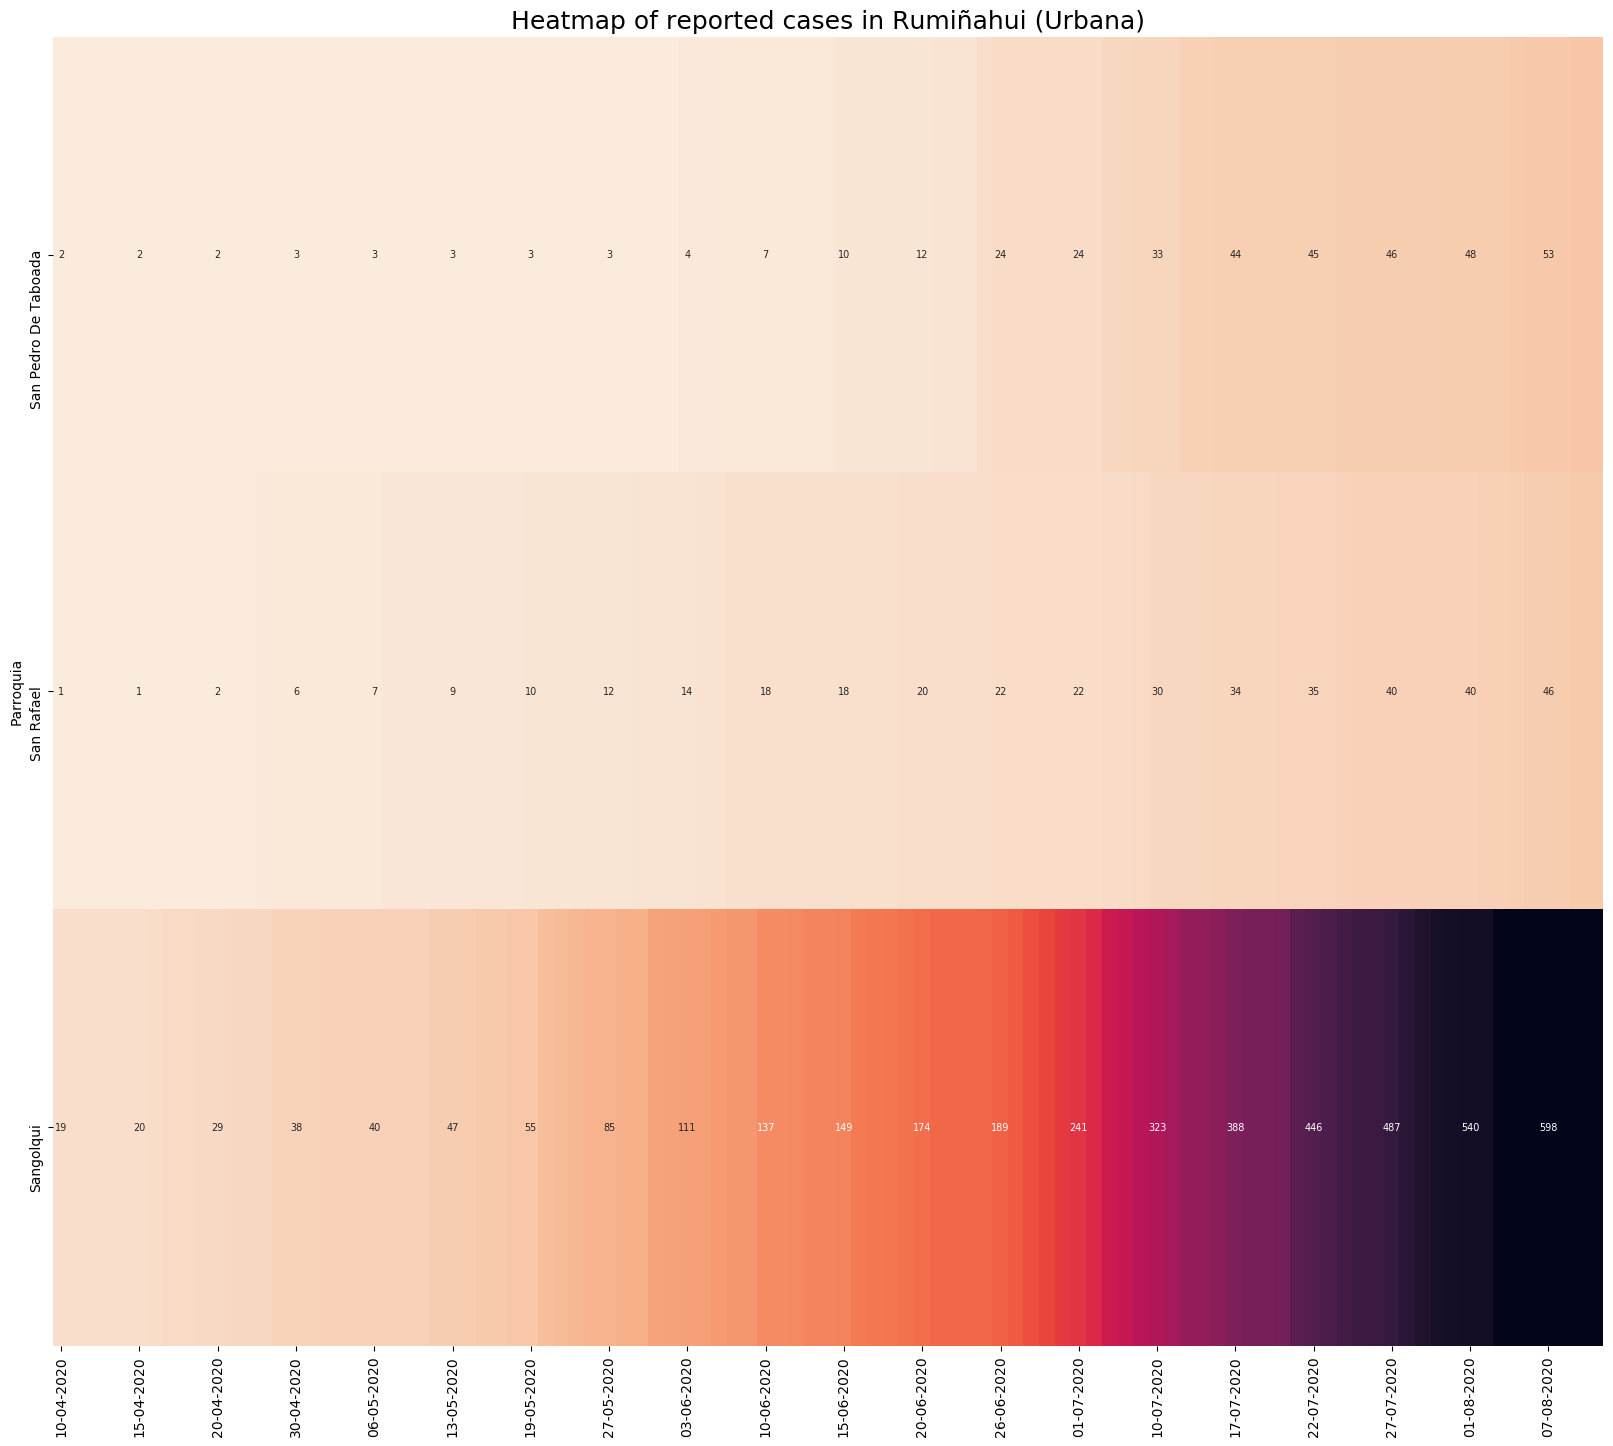 Heatmap of reported cases in Rumiñahui (Urbana)
Parroquia
San Pedro De Taboada
2 2 2 3 3 3 3 3 4 7 10 12 24 24 33 44 45 46 48 53
San Rafael
1 1 2 6 7 9 10 12 14 18 18 20 22 22 30 34 35 40 40 46
Sangolqui
19 20 29 38 40 47 55 85 111 137 149 174 189 241 323 388 446 487 540 598
10-04-2020
15-04-2020
20-04-2020
30-04-2020
06-05-2020
13-05-2020
19-05-2020
27-05-2020
03-06-2020
10-06-2020
15-06-2020
20-06-2020
26-06-2020
01-07-2020
10-07-2020
17-07-2020
22-07-2020
27-07-2020
01-08-2020
07-08-2020